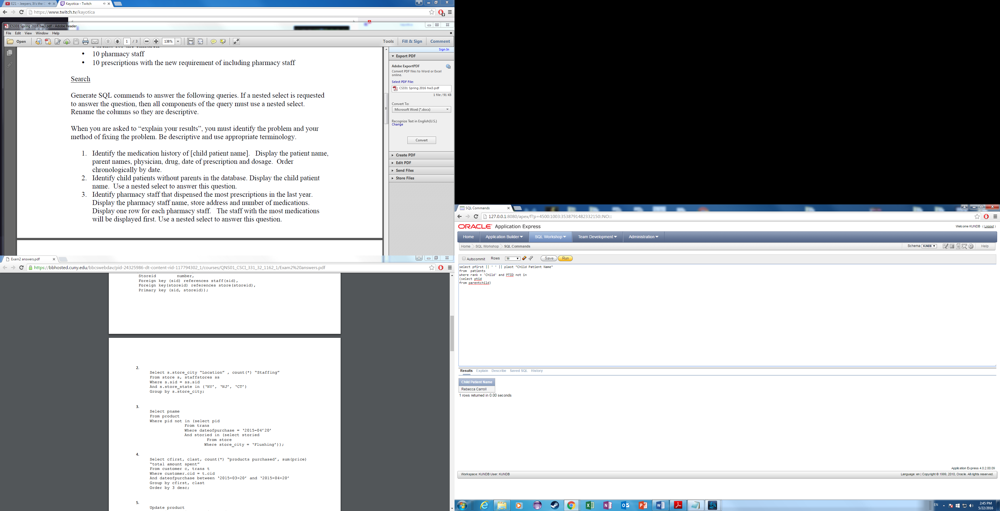 E21 - Jeepers, It's the
Kayotica - Twitch
https://www.twitch.tv/kayotica
CS331 Spring 2016 hw3.pdf - Adobe Reader
File Edit View Window Help
Open 1 / 3 138% Tools Fill & Sign Comment
• 10 pharmacy staff
• 10 prescriptions with the new requirement of including pharmacy staff
Search
Generate SQL commends to answer the following queries. If a nested select is requested
to answer the question, then all components of the query must use a nested select.
Rename the columns so they are descriptive.
When you are asked to “explain your results”, you must identify the problem and your
method of fixing the problem. Be descriptive and use appropriate terminology.
1. Identify the medication history of [child patient name]. Display the patient name,
parent names, physician, drug, date of prescription and dosage. Order
chronologically by date.
2. Identify child patients without parents in the database. Display the child patient
name. Use a nested select to answer this question.
3. Identify pharmacy staff that dispensed the most prescriptions in the last year.
Display the pharmacy staff name, store address and number of medications.
Display one row for each pharmacy staff. The staff with the most medications
will be displayed first. Use a nested select to answer this question.
Sign In
Export PDF
Adobe ExportPDF
Convert PDF files to Word or Excel
online.
Select PDF File:
CS331 Spring 2016 hw3.pdf
1 file / 91 KB
Convert To:
Microsoft Word (*.docx)
Recognize Text in English(U.S.)
Change
Convert
Create PDF
Edit PDF
Send Files
Store Files
Exam2 answers.pdf
https://bbhosted.cuny.edu/bbcswebdav/pid-24325986-dt-content-rid-117794302_1/courses/QNS01_CSCI_331_32_1162_1/Exam2%20answers.pdf
Storeid number,
Foreign key (sid) references staff(sid),
Foreign key(storeid) references store(storeid),
Primary key (sid, storeid));
2.
Select s.store_city “Location” , count(*) “Staffing”
From store s, staffstores ss
Where s.sid = ss.sid
And s.store_state in (‘NY’, ‘NJ’, ‘CT’)
Group by s.store_city;
3.
Select pname
From product
Where pid not in (select pid
From trans
Where dateofpurchase = ‘2015-04’20’
And storied in (select storied
From store
Where store_city = ‘Flushing’));
4.
Select cfirst, clast, count(*) “products purchased’, sum(price)
“total amount spent”
From customer c, trans t
Where customer.cid = t.cid
And dateofpurchase between ‘2015-03-20’ and ‘2015-04-20’
Group by cfirst, clast
Order by 3 desc;
5.
Update product
SQL Commands
127.0.0.1:8080/apex/f?p=4500:1003:3538791482332150::NO:::
ORACLE Application Express
Welcome KUNDB ( Logout )
Home Application Builder SQL Workshop Team Development Administration
Home SQL Workshop SQL Commands Schema KUNDB Help
Autocommit Rows 50 Save Run
select pfirst || ' ' || plast "Child Patient Name"
from patients
where rank = 'Child' and PTID not in
(select ptid
from parentchild)
Results Explain Describe Saved SQL History
Child Patient Name
Rebecca Carroll
1 rows returned in 0.00 seconds
Application Express 4.0.2.00.09
Workspace: KUNDB User: KUNDB
Language: en | Copyright © 1999, 2010, Oracle. All rights reserved.
EN
2:45 PM
5/22/2016